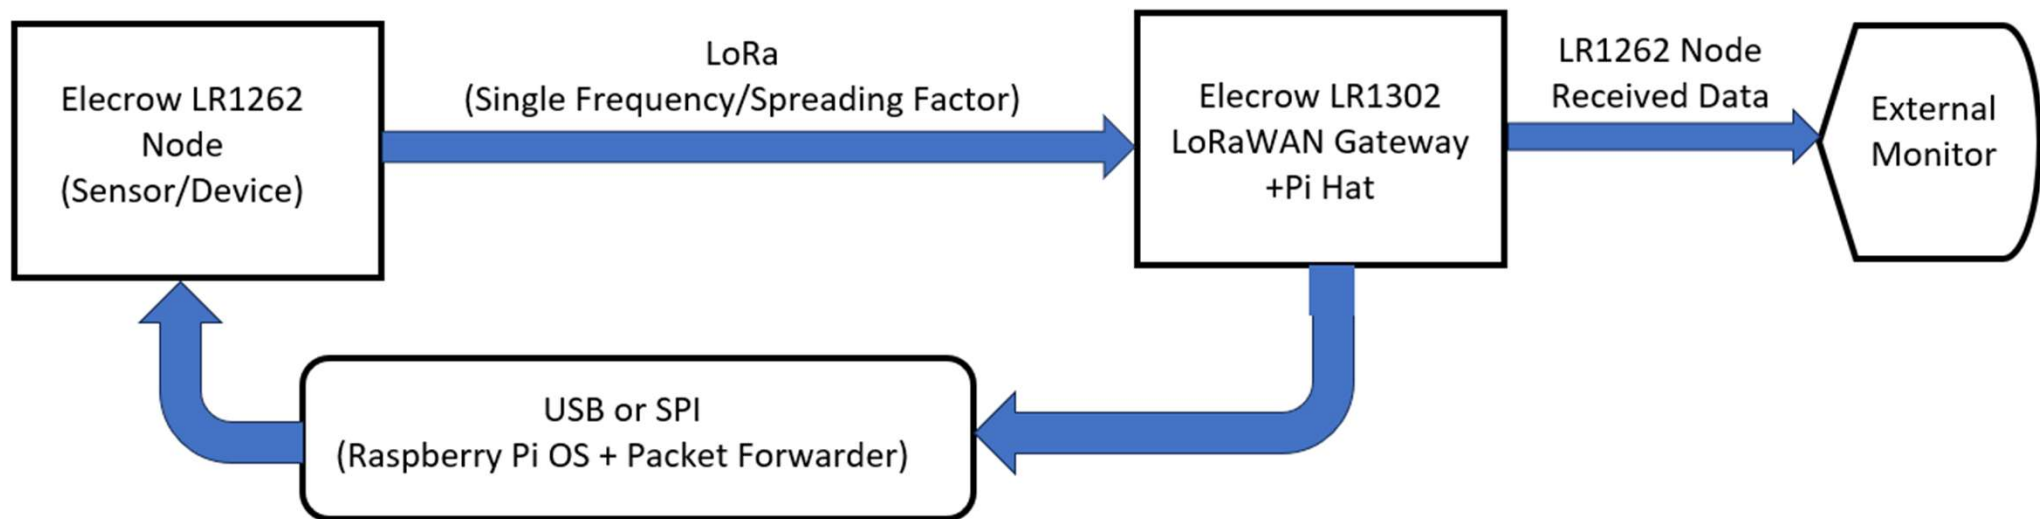 Elecrow LR1262
Node
(Sensor/Device)
LoRa
(Single Frequency/Spreading Factor)
Elecrow LR1302
LoRaWAN Gateway
+Pi Hat
LR1262 Node
Received Data
External
Monitor
USB or SPI
(Raspberry Pi OS + Packet Forwarder)